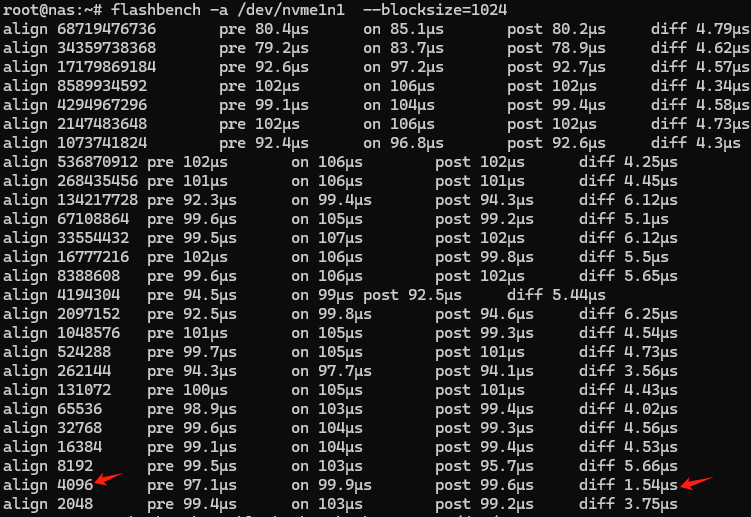 root@nas:~# flashbench -a /dev/nvme1n1  --blocksize=1024
align 68719476736       pre 80.4µs      on 85.1µs       post 80.2µs     diff 4.79µs
align 34359738368       pre 79.2µs      on 83.7µs       post 78.9µs     diff 4.62µs
align 17179869184       pre 92.6µs      on 97.2µs       post 92.7µs     diff 4.57µs
align 8589934592        pre 102µs       on 106µs        post 102µs      diff 4.34µs
align 4294967296        pre 99.1µs      on 104µs        post 99.4µs     diff 4.58µs
align 2147483648        pre 102µs       on 106µs        post 102µs      diff 4.73µs
align 1073741824        pre 92.4µs      on 96.8µs       post 92.6µs     diff 4.3µs
align 536870912 pre 102µs       on 106µs        post 102µs      diff 4.25µs
align 268435456 pre 101µs       on 106µs        post 101µs      diff 4.45µs
align 134217728 pre 92.3µs      on 99.4µs       post 94.3µs     diff 6.12µs
align 67108864  pre 99.6µs      on 105µs        post 99.2µs     diff 5.1µs
align 33554432  pre 99.5µs      on 107µs        post 102µs      diff 6.12µs
align 16777216  pre 102µs       on 106µs        post 99.8µs     diff 5.5µs
align 8388608   pre 99.6µs      on 106µs        post 102µs      diff 5.65µs
align 4194304   pre 94.5µs      on 99µs post 92.5µs     diff 5.44µs
align 2097152   pre 92.5µs      on 99.8µs       post 94.6µs     diff 6.25µs
align 1048576   pre 101µs       on 105µs        post 99.3µs     diff 4.54µs
align 524288    pre 99.7µs      on 105µs        post 101µs      diff 4.73µs
align 262144    pre 94.3µs      on 97.7µs       post 94.1µs     diff 3.56µs
align 131072    pre 100µs       on 105µs        post 101µs      diff 4.43µs
align 65536     pre 98.9µs      on 103µs        post 99.4µs     diff 4.02µs
align 32768     pre 99.6µs      on 104µs        post 99.3µs     diff 4.56µs
align 16384     pre 99.1µs      on 104µs        post 99.4µs     diff 4.53µs
align 8192      pre 99.5µs      on 103µs        post 95.7µs     diff 5.66µs
align 4096      pre 97.1µs      on 99.9µs       post 99.6µs     diff 1.54µs
align 2048      pre 99.4µs      on 103µs        post 99.2µs     diff 3.75µs